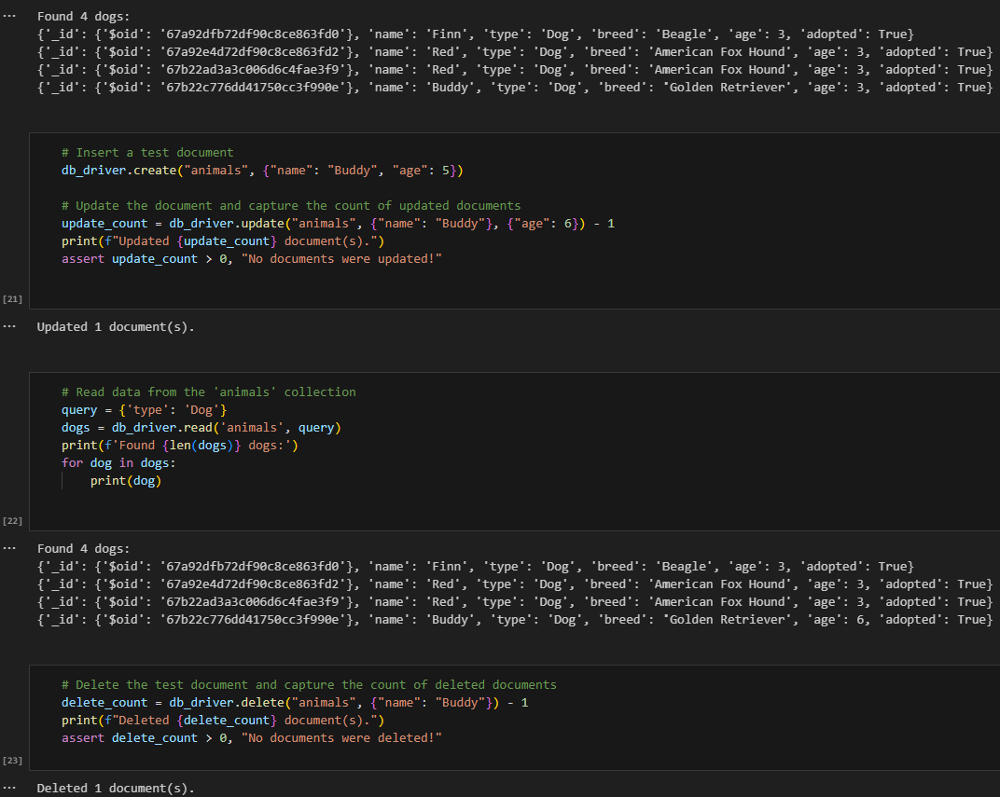 ... Found 4 dogs:
{'_id': {'$oid': '67a92dfb72df90c8ce863fd0'}, 'name': 'Finn', 'type': 'Dog', 'breed': 'Beagle', 'age': 3, 'adopted': True}
{'_id': {'$oid': '67a92e4d72df90c8ce863fd2'}, 'name': 'Red', 'type': 'Dog', 'breed': 'American Fox Hound', 'age': 3, 'adopted': True}
{'_id': {'$oid': '67b22ad3a3c006d6c4fae3f9'}, 'name': 'Red', 'type': 'Dog', 'breed': 'American Fox Hound', 'age': 3, 'adopted': True}
{'_id': {'$oid': '67b22c776dd41750cc3f990e'}, 'name': 'Buddy', 'type': 'Dog', 'breed': 'Golden Retriever', 'age': 3, 'adopted': True}
# Insert a test document
db_driver.create("animals", {"name": "Buddy", "age": 5})
# Update the document and capture the count of updated documents
update_count = db_driver.update("animals", {"name": "Buddy"}, {"age": 6}) - 1
print(f"Updated {update_count} document(s).")
assert update_count > 0, "No documents were updated!"
[21]
... Updated 1 document(s).
# Read data from the 'animals' collection
query = {'type': 'Dog'}
dogs = db_driver.read('animals', query)
print(f'Found {len(dogs)} dogs:')
for dog in dogs:
    print(dog)
[22]
... Found 4 dogs:
{'_id': {'$oid': '67a92dfb72df90c8ce863fd0'}, 'name': 'Finn', 'type': 'Dog', 'breed': 'Beagle', 'age': 3, 'adopted': True}
{'_id': {'$oid': '67a92e4d72df90c8ce863fd2'}, 'name': 'Red', 'type': 'Dog', 'breed': 'American Fox Hound', 'age': 3, 'adopted': True}
{'_id': {'$oid': '67b22ad3a3c006d6c4fae3f9'}, 'name': 'Red', 'type': 'Dog', 'breed': 'American Fox Hound', 'age': 3, 'adopted': True}
{'_id': {'$oid': '67b22c776dd41750cc3f990e'}, 'name': 'Buddy', 'type': 'Dog', 'breed': 'Golden Retriever', 'age': 6, 'adopted': True}
# Delete the test document and capture the count of deleted documents
delete_count = db_driver.delete("animals", {"name": "Buddy"}) - 1
print(f"Deleted {delete_count} document(s).")
assert delete_count > 0, "No documents were deleted!"
[23]
... Deleted 1 document(s).